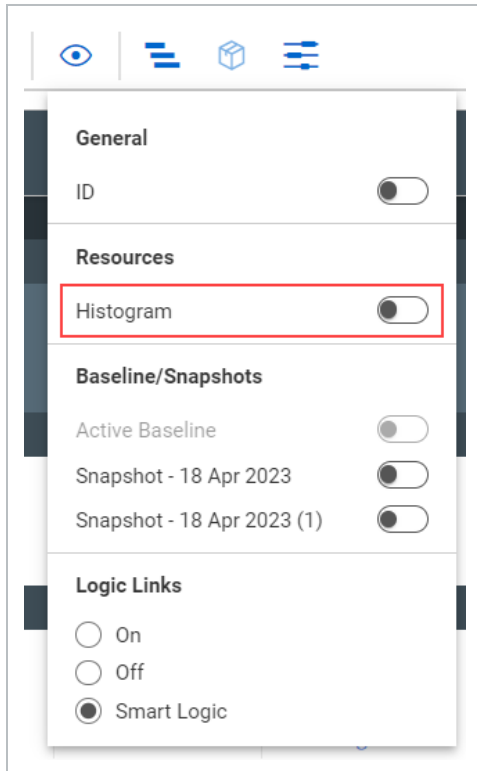 General
ID
Resources
Histogram
Baseline/Snapshots
Active Baseline
Snapshot - 18 Apr 2023
Snapshot - 18 Apr 2023 (1)
Logic Links
On
Off
Smart Logic